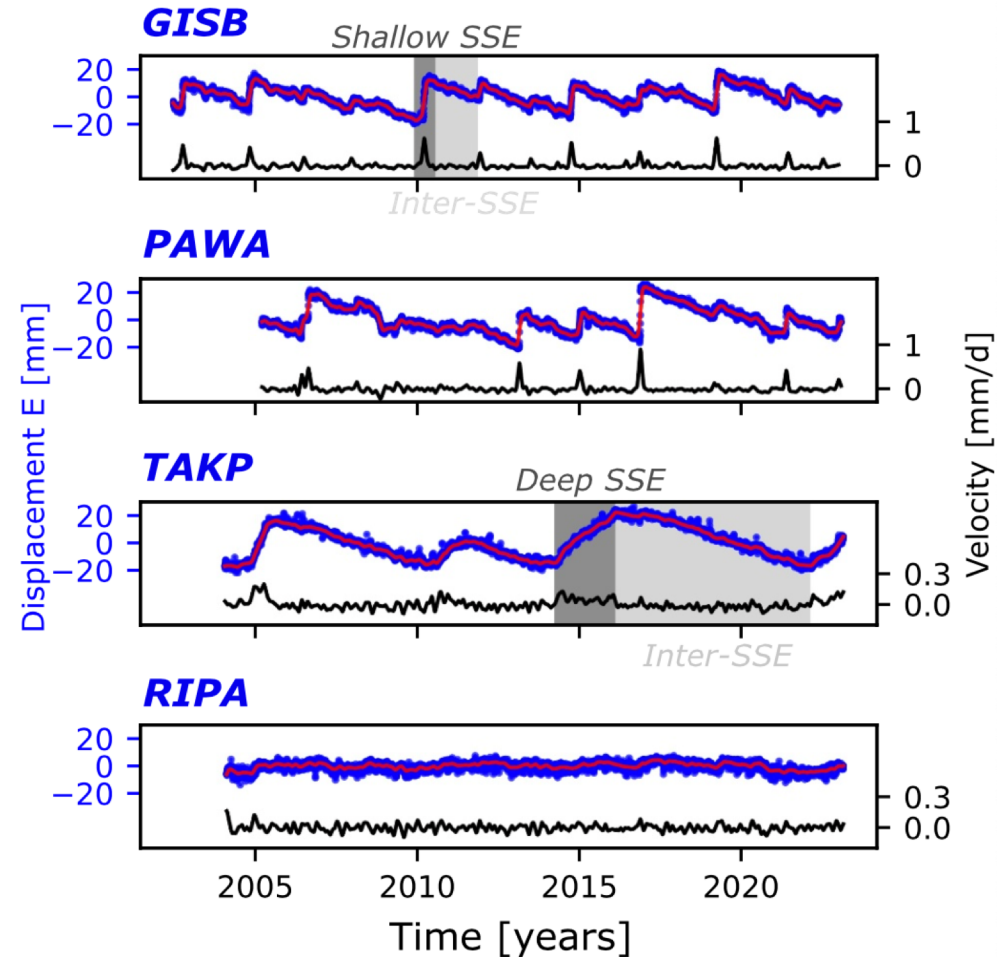 GISB
Shallow SSE
20
0
−20
1
0
Inter-SSE
PAWA
20
0
−20
1
0
TAKP
Deep SSE
20
0
−20
0.3
0.0
Inter-SSE
RIPA
20
0
−20
0.3
0.0
2005 2010 2015 2020
Time [years]
Displacement E [mm]
Velocity [mm/d]